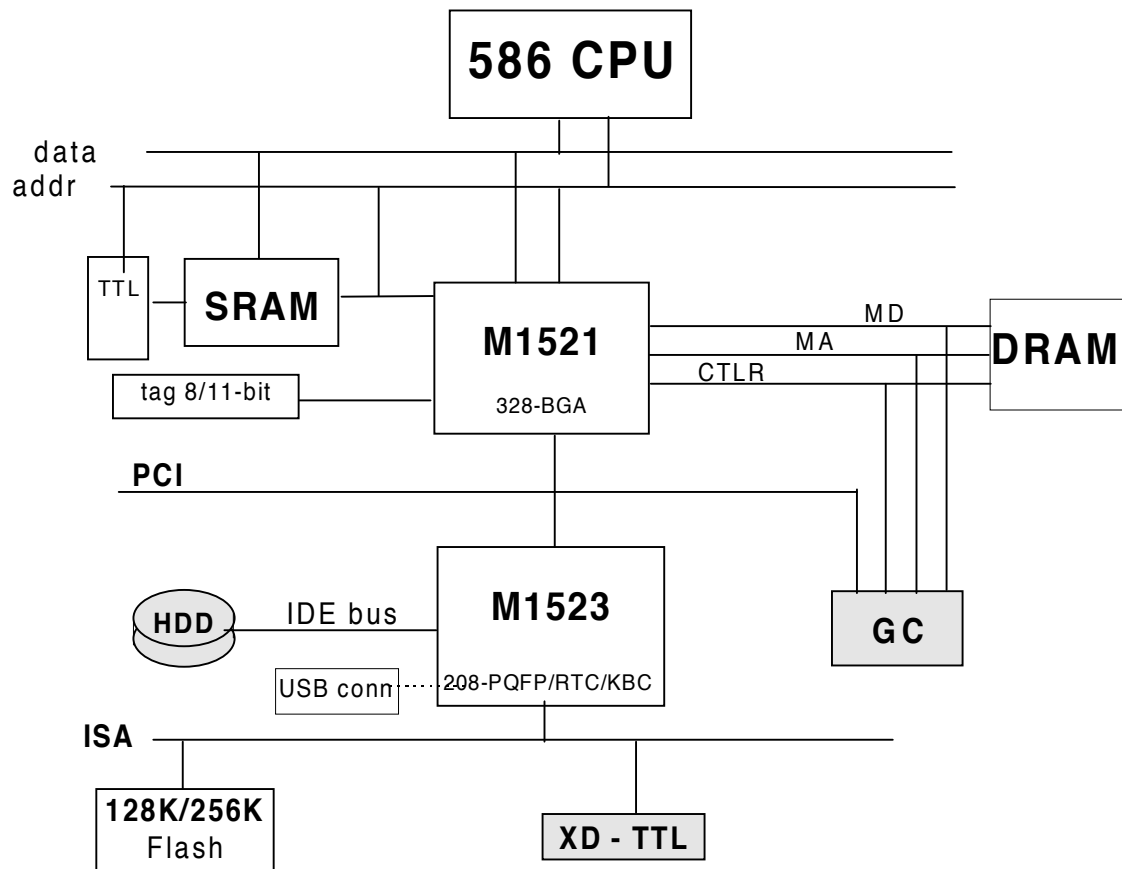 586 CPU
data
addr
TTL
SRAM
M1521
328-BGA
MD
MA
CTLR
DRAM
tag 8/11-bit
PCI
HDD
IDE bus
M1523
208-PQFP/RTC/KBC
USB conn
GC
ISA
128K/256K
Flash
XD - TTL